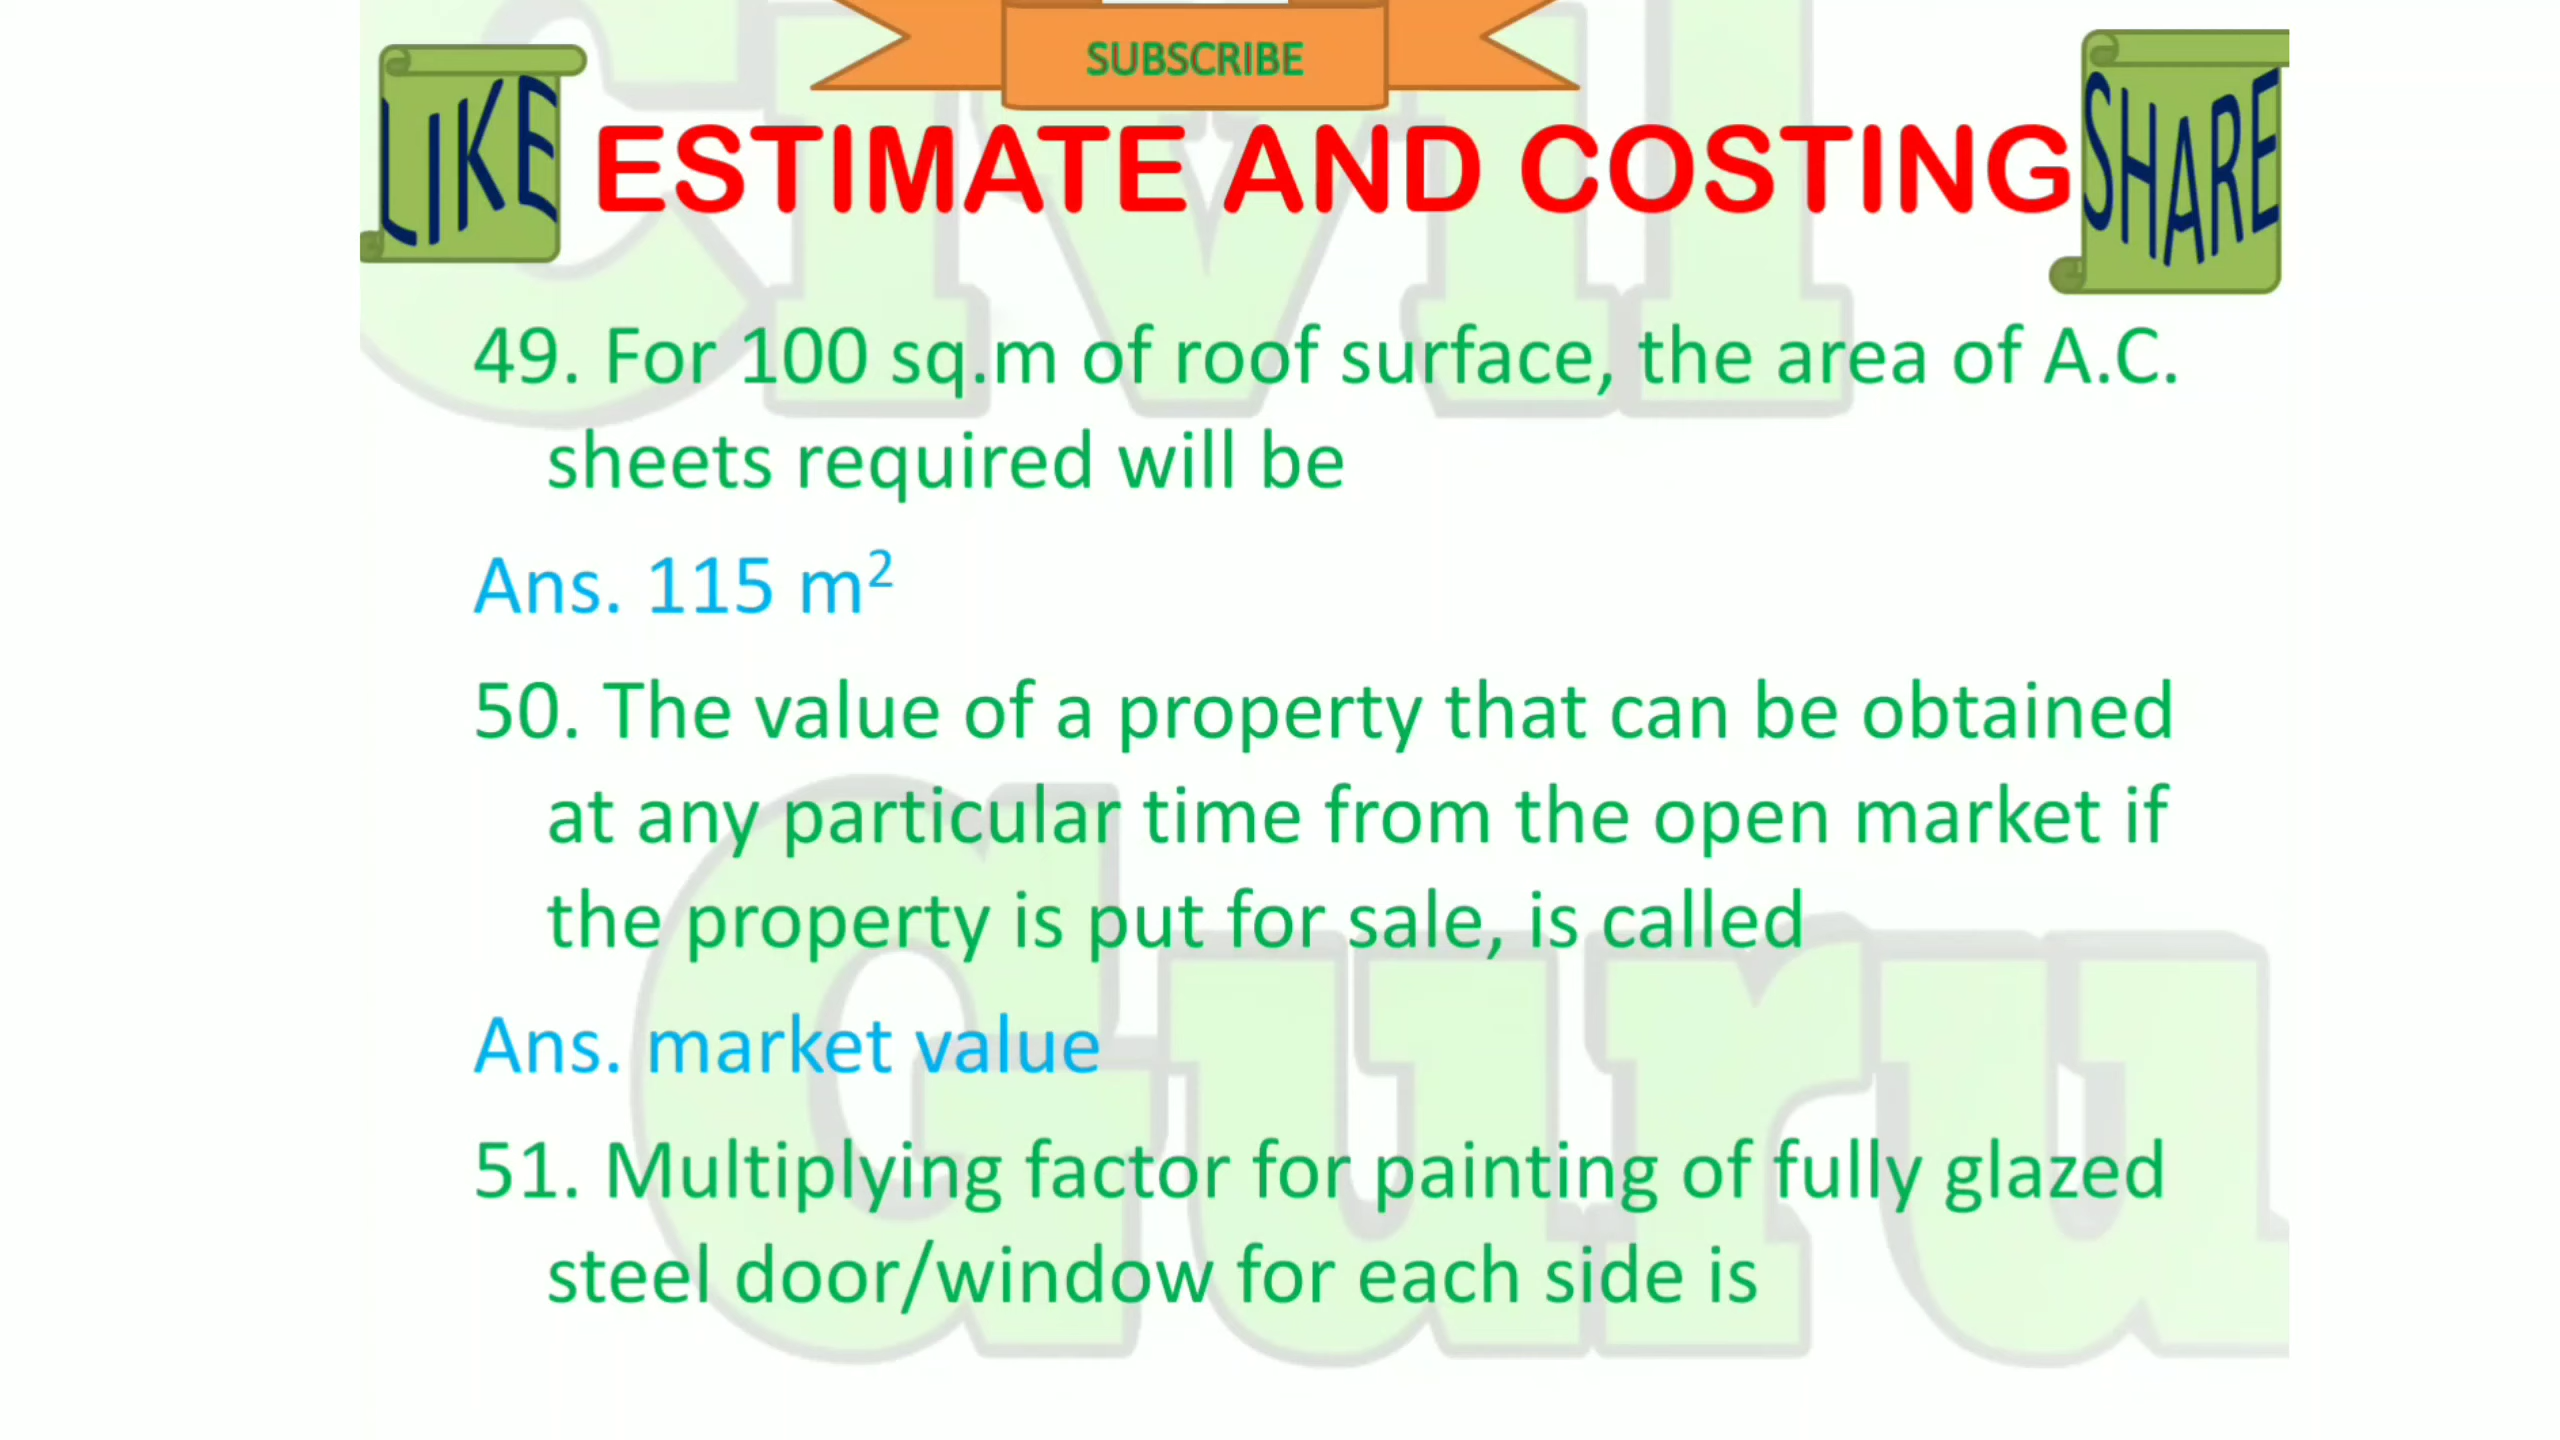 SUBSCRIBE
LIKE
SHARE
ESTIMATE AND COSTING
49. For 100 sq.m of roof surface, the area of A.C.
sheets required will be
Ans. 115 m²
50. The value of a property that can be obtained
at any particular time from the open market if
the property is put for sale, is called
Ans. market value
51. Multiplying factor for painting of fully glazed
steel door/window for each side is
Civil
Guru